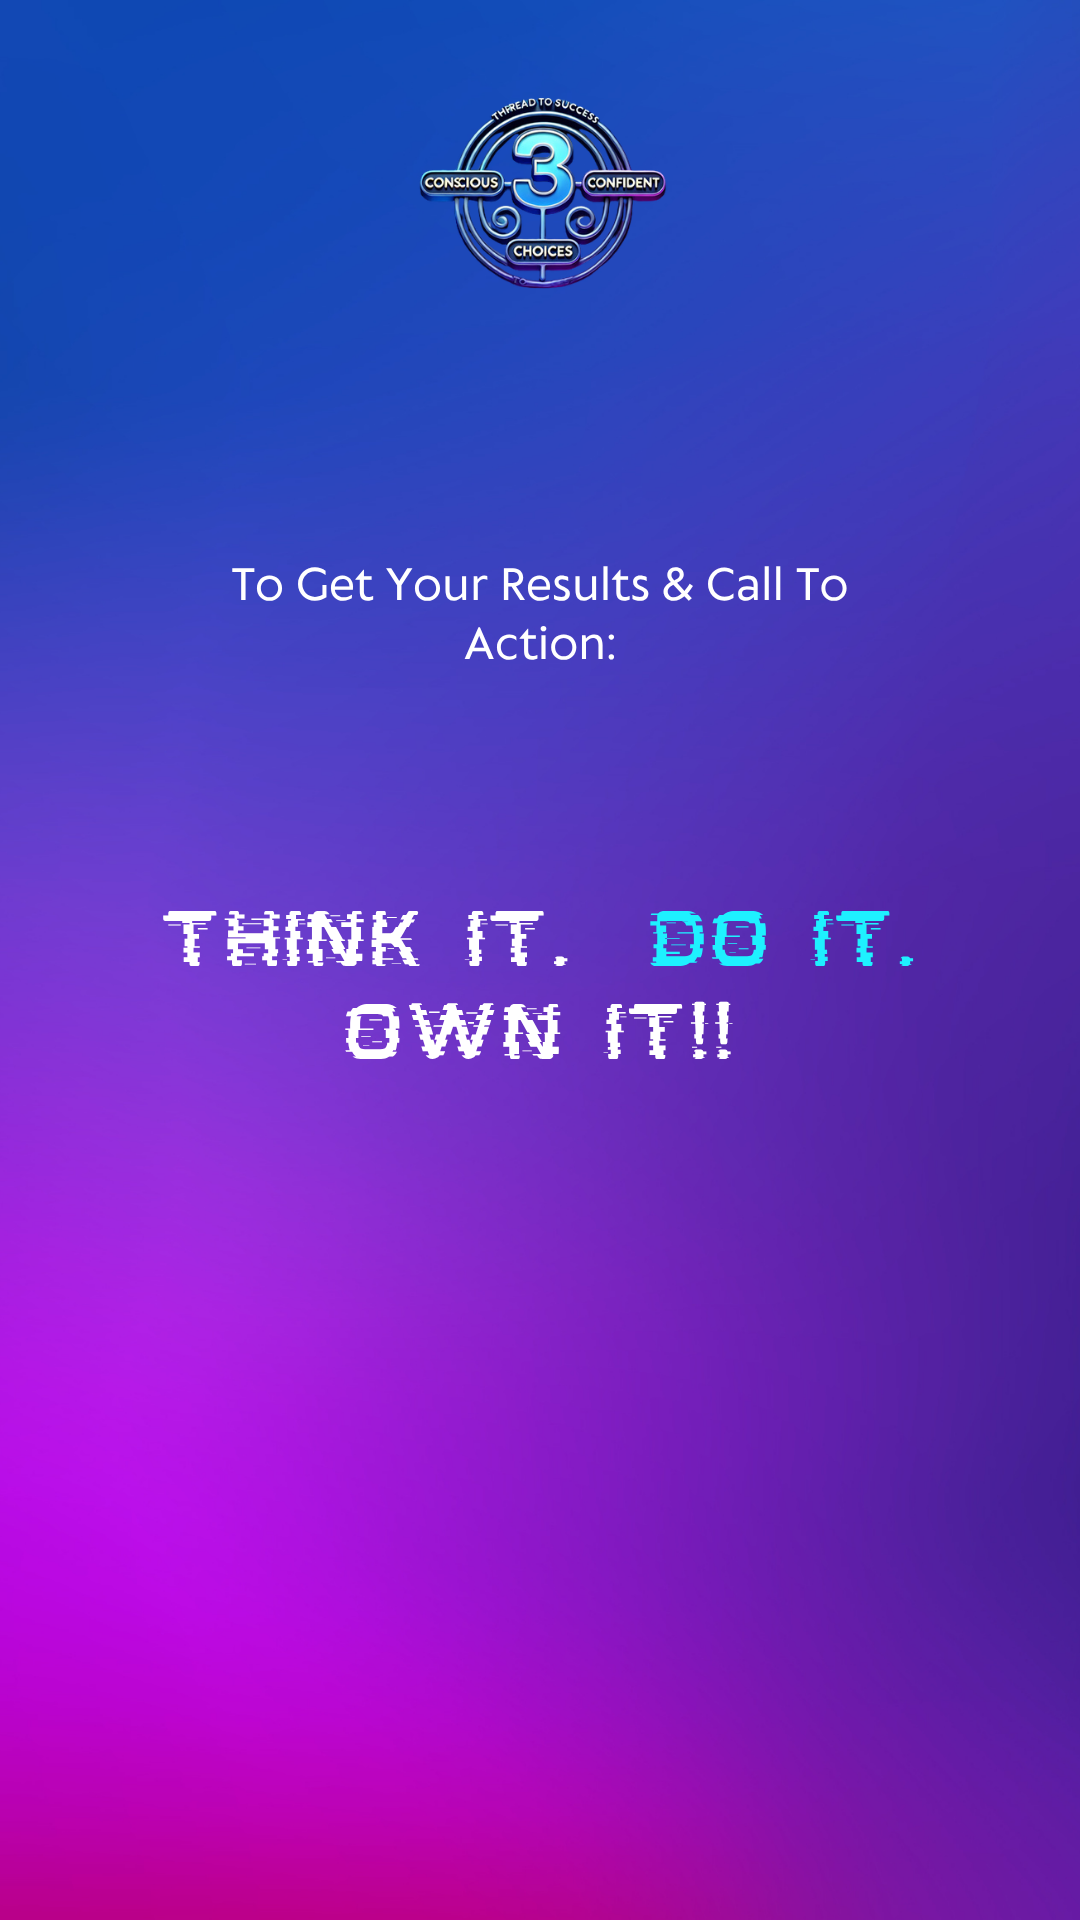 THREAD TO SUCCESS
3
CONSCIOUS
CONFIDENT
CHOICES
To Get Your Results & Call To
Action:
THINK IT. DO IT.
OWN IT!!